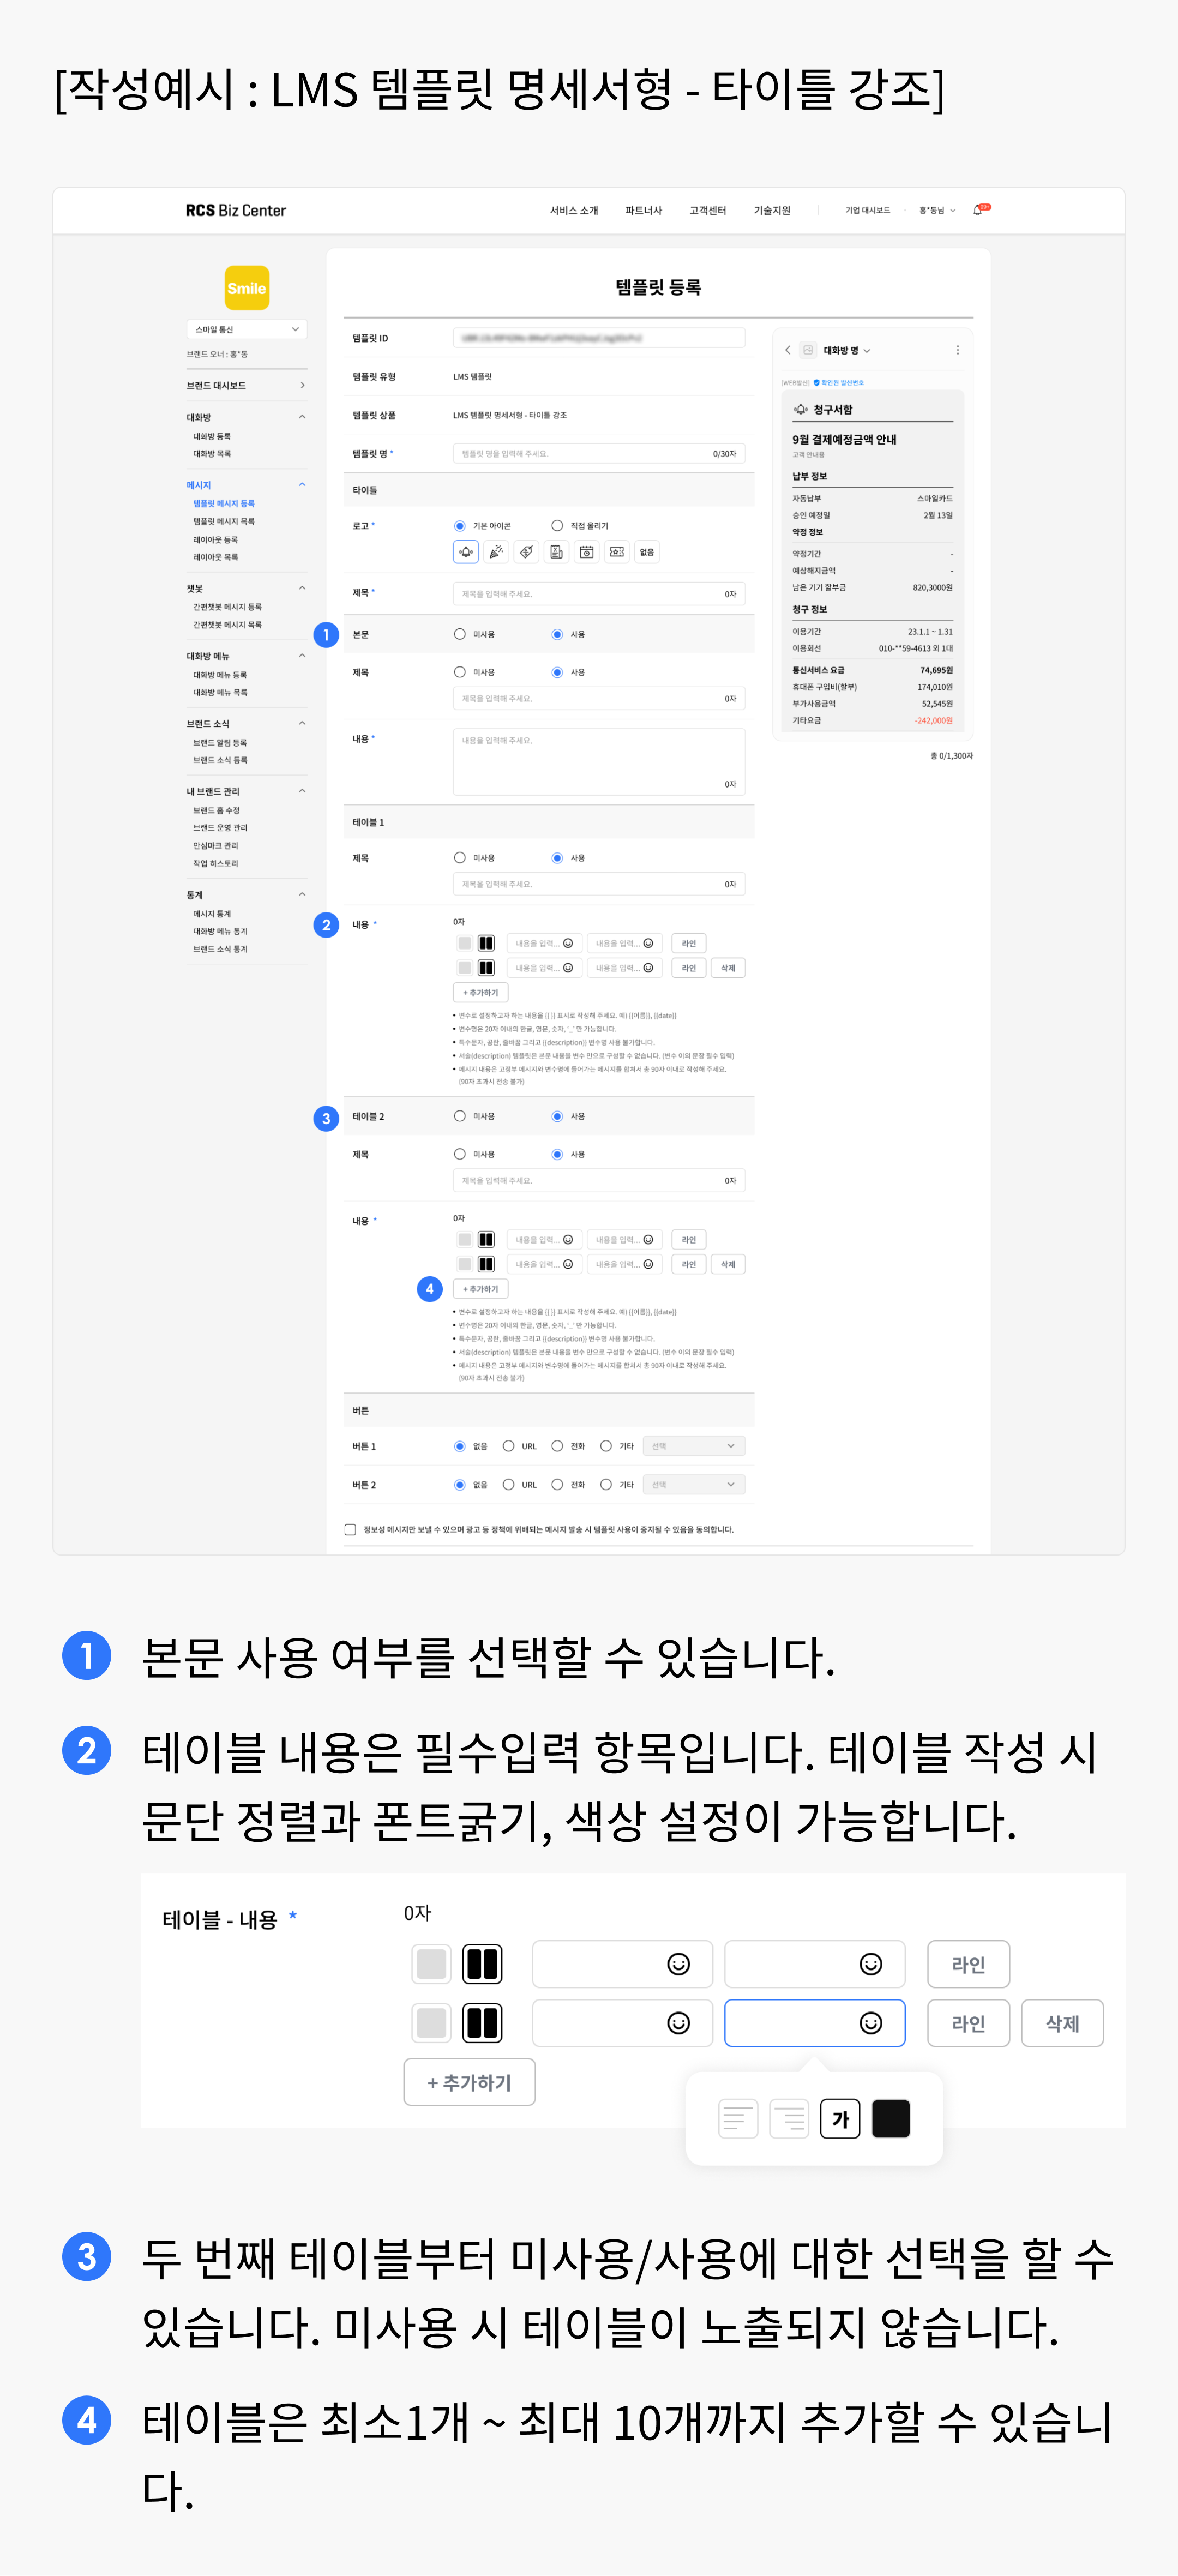 [작성예시 : LMS 템플릿 명세서형 - 타이틀 강조]
RCS Biz Center
서비스 소개 파트너사 고객센터 기술지원 기업 대시보드 홍*동님 99+
Smile
스마일 통신
브랜드 오너 : 홍*동
브랜드 대시보드
대화방
대화방 등록
대화방 목록
메시지
템플릿 메시지 등록
템플릿 메시지 목록
레이아웃 등록
레이아웃 목록
챗봇
간편챗봇 메시지 등록
간편챗봇 메시지 목록
대화방 메뉴
대화방 메뉴 등록
대화방 메뉴 목록
브랜드 소식
브랜드 알림 등록
브랜드 소식 등록
내 브랜드 관리
브랜드 홈 수정
브랜드 운영 관리
안심마크 관리
작업 히스토리
통계
메시지 통계
대화방 메뉴 통계
브랜드 소식 통계
템플릿 등록
템플릿 ID
템플릿 유형 LMS 템플릿
템플릿 상품 LMS 템플릿 명세서형 - 타이틀 강조
템플릿 명 * 템플릿 명을 입력해 주세요. 0/30자
타이틀
로고 * 기본 아이콘 직접 올리기
없음
제목 * 제목을 입력해 주세요. 0자
1 본문 미사용 사용
제목 미사용 사용
제목을 입력해 주세요. 0자
내용 * 내용을 입력해 주세요.
0자
테이블 1
제목 미사용 사용
제목을 입력해 주세요. 0자
2 내용 * 0자
내용을 입력... 내용을 입력... 라인
내용을 입력... 내용을 입력... 라인 삭제
+ 추가하기
• 변수로 설정하고자 하는 내용을 {{ }} 표시로 작성해 주세요. 예) {{이름}}, {{date}}
• 변수명은 20자 이내의 한글, 영문, 숫자, '_' 만 가능합니다.
• 특수문자, 공란, 줄바꿈 그리고 {{description}} 변수명 사용 불가합니다.
• 서술(description) 템플릿은 본문 내용을 변수 만으로 구성할 수 없습니다. (변수 이외 문장 필수 입력)
• 메시지 내용은 고정부 메시지와 변수명에 들어가는 메시지를 합쳐서 총 90자 이내로 작성해 주세요.
(90자 초과시 전송 불가)
3 테이블 2 미사용 사용
제목 미사용 사용
제목을 입력해 주세요. 0자
내용 * 0자
내용을 입력... 내용을 입력... 라인
내용을 입력... 내용을 입력... 라인 삭제
4 + 추가하기
• 변수로 설정하고자 하는 내용을 {{ }} 표시로 작성해 주세요. 예) {{이름}}, {{date}}
• 변수명은 20자 이내의 한글, 영문, 숫자, '_' 만 가능합니다.
• 특수문자, 공란, 줄바꿈 그리고 {{description}} 변수명 사용 불가합니다.
• 서술(description) 템플릿은 본문 내용을 변수 만으로 구성할 수 없습니다. (변수 이외 문장 필수 입력)
• 메시지 내용은 고정부 메시지와 변수명에 들어가는 메시지를 합쳐서 총 90자 이내로 작성해 주세요.
(90자 초과시 전송 불가)
버튼
버튼 1 없음 URL 전화 기타 선택
버튼 2 없음 URL 전화 기타 선택
정보성 메시지만 보낼 수 있으며 광고 등 정책에 위배되는 메시지 발송 시 템플릿 사용이 중지될 수 있음을 동의합니다.
대화방 명
[WEB발신] 확인된 발신번호
청구서함
9월 결제예정금액 안내
고객 안내용
납부 정보
자동납부 스마일카드
승인 예정일 2월 13일
약정 정보
약정기간 -
예상해지금액 -
남은 기기 할부금 820,3000원
청구 정보
이용기간 23.1.1 ~ 1.31
이용회선 010-**59-4613 외 1대
통신서비스 요금 74,695원
휴대폰 구입비(할부) 174,010원
부가사용금액 52,545원
기타요금 -242,000원
총 0/1,300자
1 본문 사용 여부를 선택할 수 있습니다.
2 테이블 내용은 필수입력 항목입니다. 테이블 작성 시
문단 정렬과 폰트굵기, 색상 설정이 가능합니다.
테이블 - 내용 * 0자
라인
라인 삭제
+ 추가하기
가
3 두 번째 테이블부터 미사용/사용에 대한 선택을 할 수
있습니다. 미사용 시 테이블이 노출되지 않습니다.
4 테이블은 최소1개 ~ 최대 10개까지 추가할 수 있습니
다.